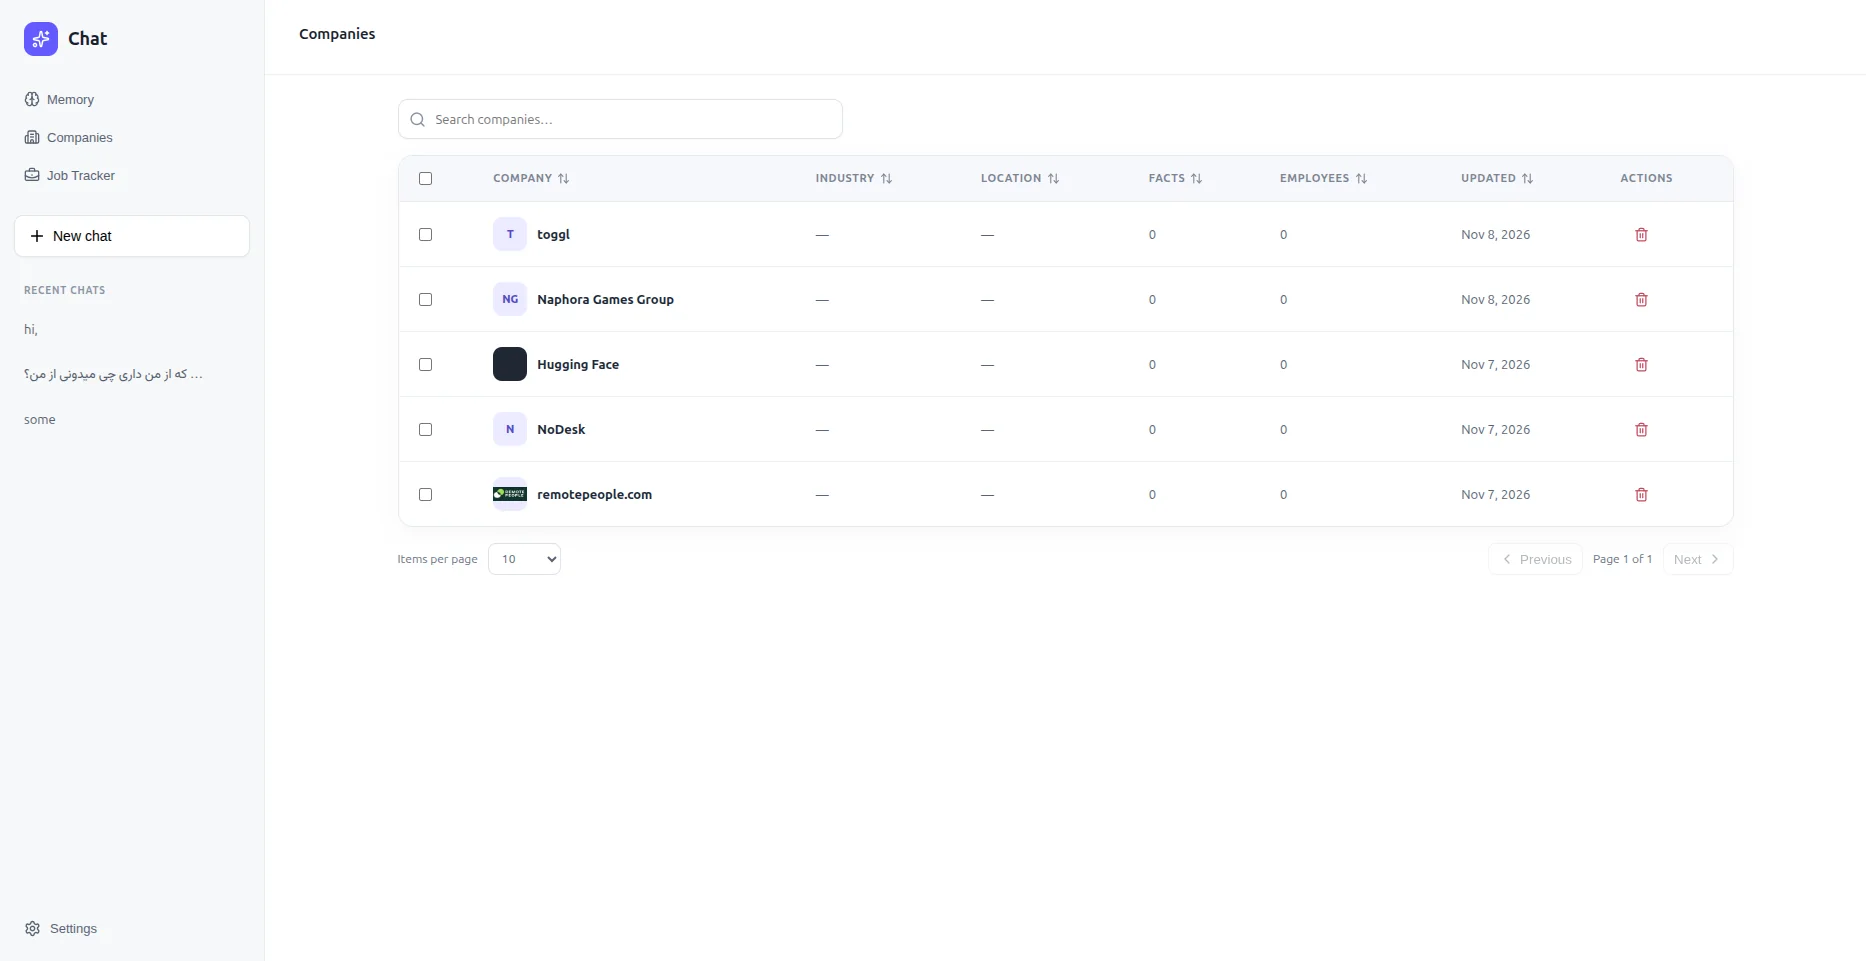 Chat
Memory
Companies
Job Tracker
New chat
RECENT CHATS
hi,
... که از من داری چی میدونی از من؟
some
Settings
Companies
Search companies...
COMPANY INDUSTRY LOCATION FACTS EMPLOYEES UPDATED ACTIONS
T toggl — — 0 0 Nov 8, 2026
NG Naphora Games Group — — 0 0 Nov 8, 2026
Hugging Face — — 0 0 Nov 7, 2026
N NoDesk — — 0 0 Nov 7, 2026
REMOTE PEOPLE remotepeople.com — — 0 0 Nov 7, 2026
Items per page 10 Previous Page 1 of 1 Next